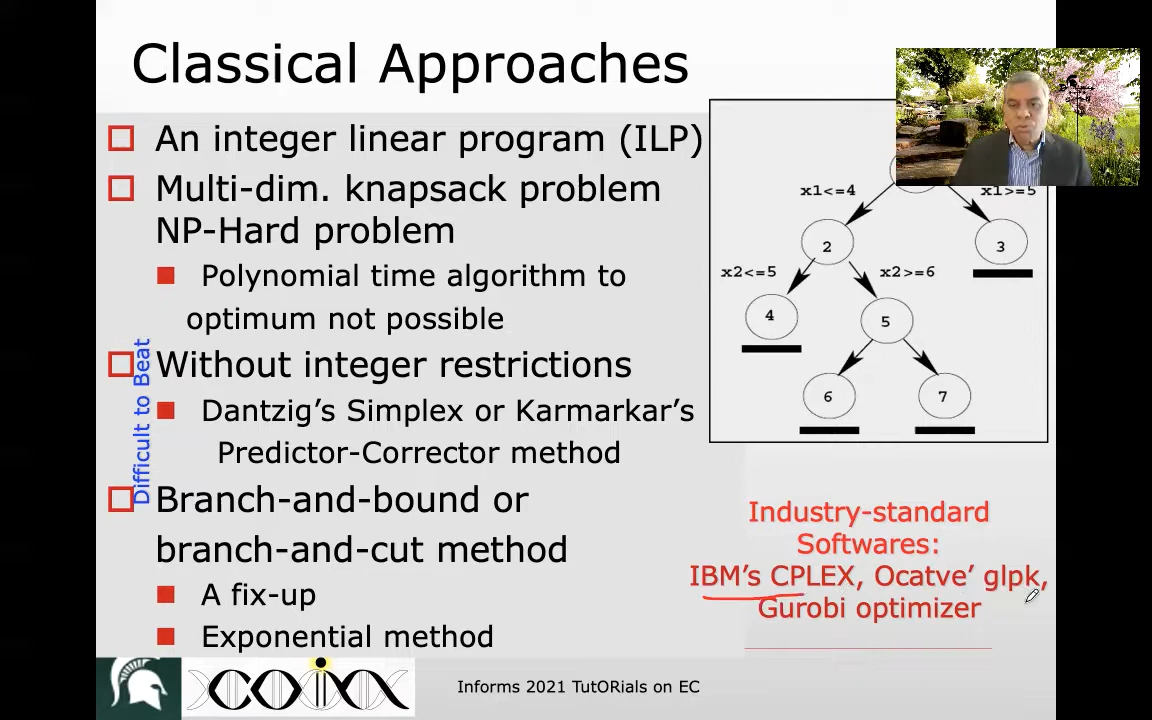 Classical Approaches
An integer linear program (ILP)
Multi-dim. knapsack problem
NP-Hard problem
Polynomial time algorithm to
optimum not possible
Without integer restrictions
Dantzig's Simplex or Karmarkar's
Predictor-Corrector method
Branch-and-bound or
branch-and-cut method
A fix-up
Exponential method
Difficult to Beat
x1<=4
x1>=5
2
3
x2<=5
x2>=6
4
5
6
7
Industry-standard
Softwares:
IBM's CPLEX, Ocatve' glpk,
Gurobi optimizer
COIN
Informs 2021 TutORials on EC